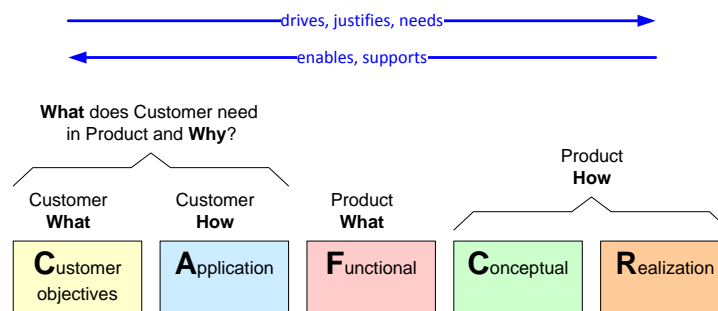 drives, justifies, needs
enables, supports
What does Customer need
in Product and Why?
Product
How
Customer
What
Customer
How
Product
What
Customer
objectives
Application
Functional
Conceptual
Realization